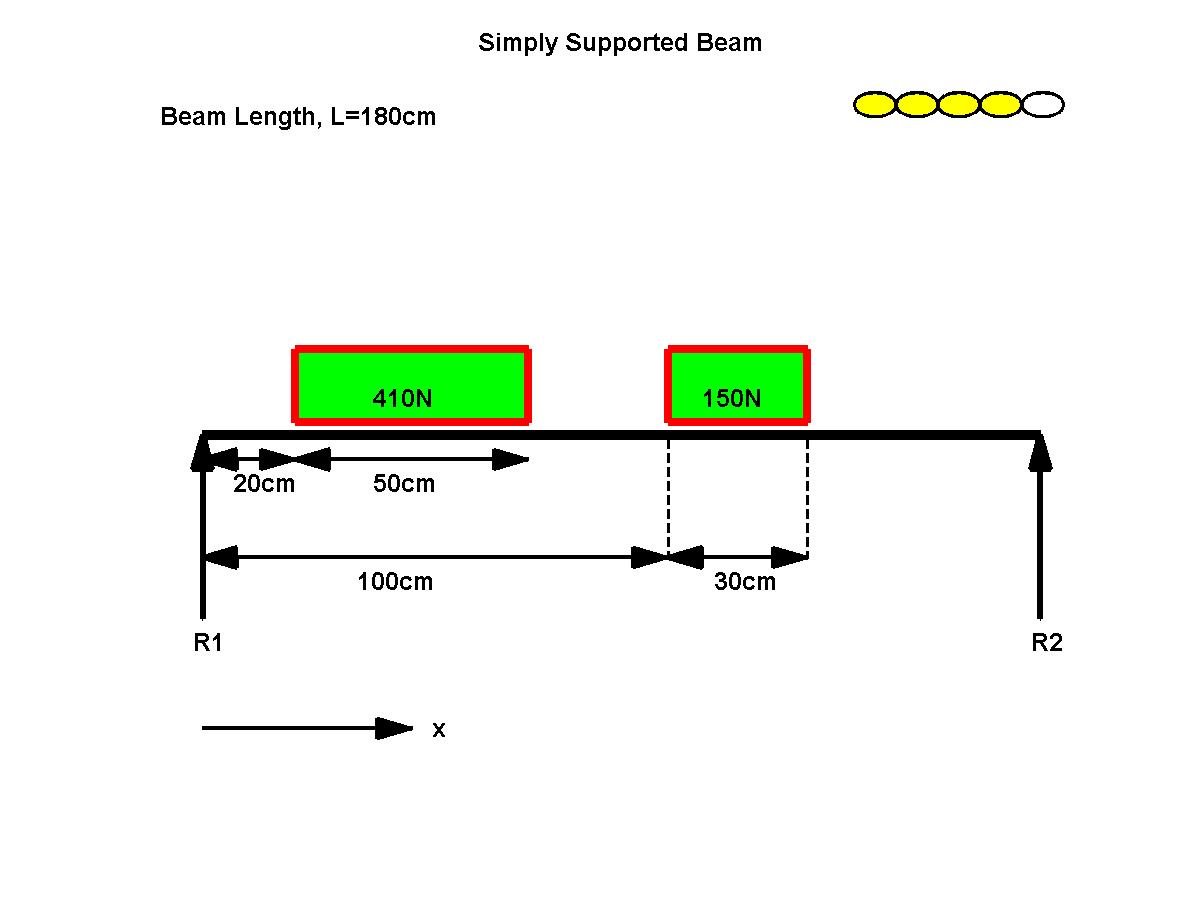 Simply Supported Beam
Beam Length, L=180cm
410N
150N
20cm
50cm
100cm
30cm
R1
R2
x